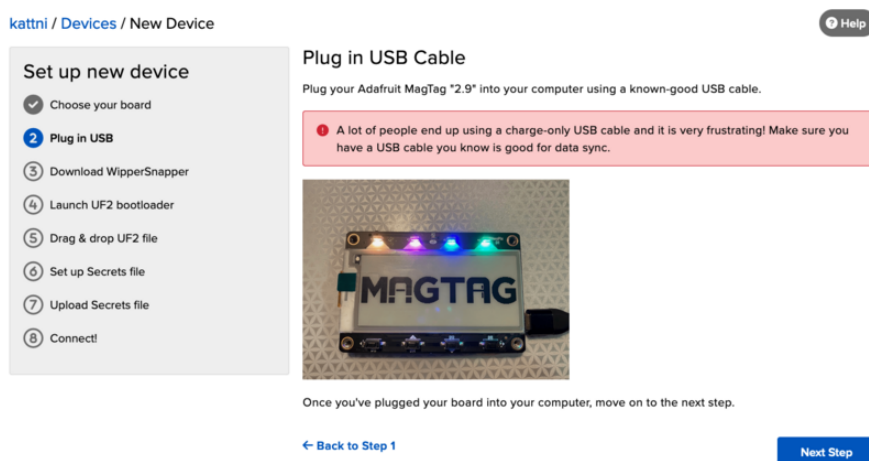 kattni / Devices / New Device
Help
Set up new device
Choose your board
2 Plug in USB
3 Download WipperSnapper
4 Launch UF2 bootloader
5 Drag & drop UF2 file
6 Set up Secrets file
7 Upload Secrets file
8 Connect!
Plug in USB Cable
Plug your Adafruit MagTag "2.9" into your computer using a known-good USB cable.
A lot of people end up using a charge-only USB cable and it is very frustrating! Make sure you
have a USB cable you know is good for data sync.
MAGTAG
Once you've plugged your board into your computer, move on to the next step.
← Back to Step 1
Next Step